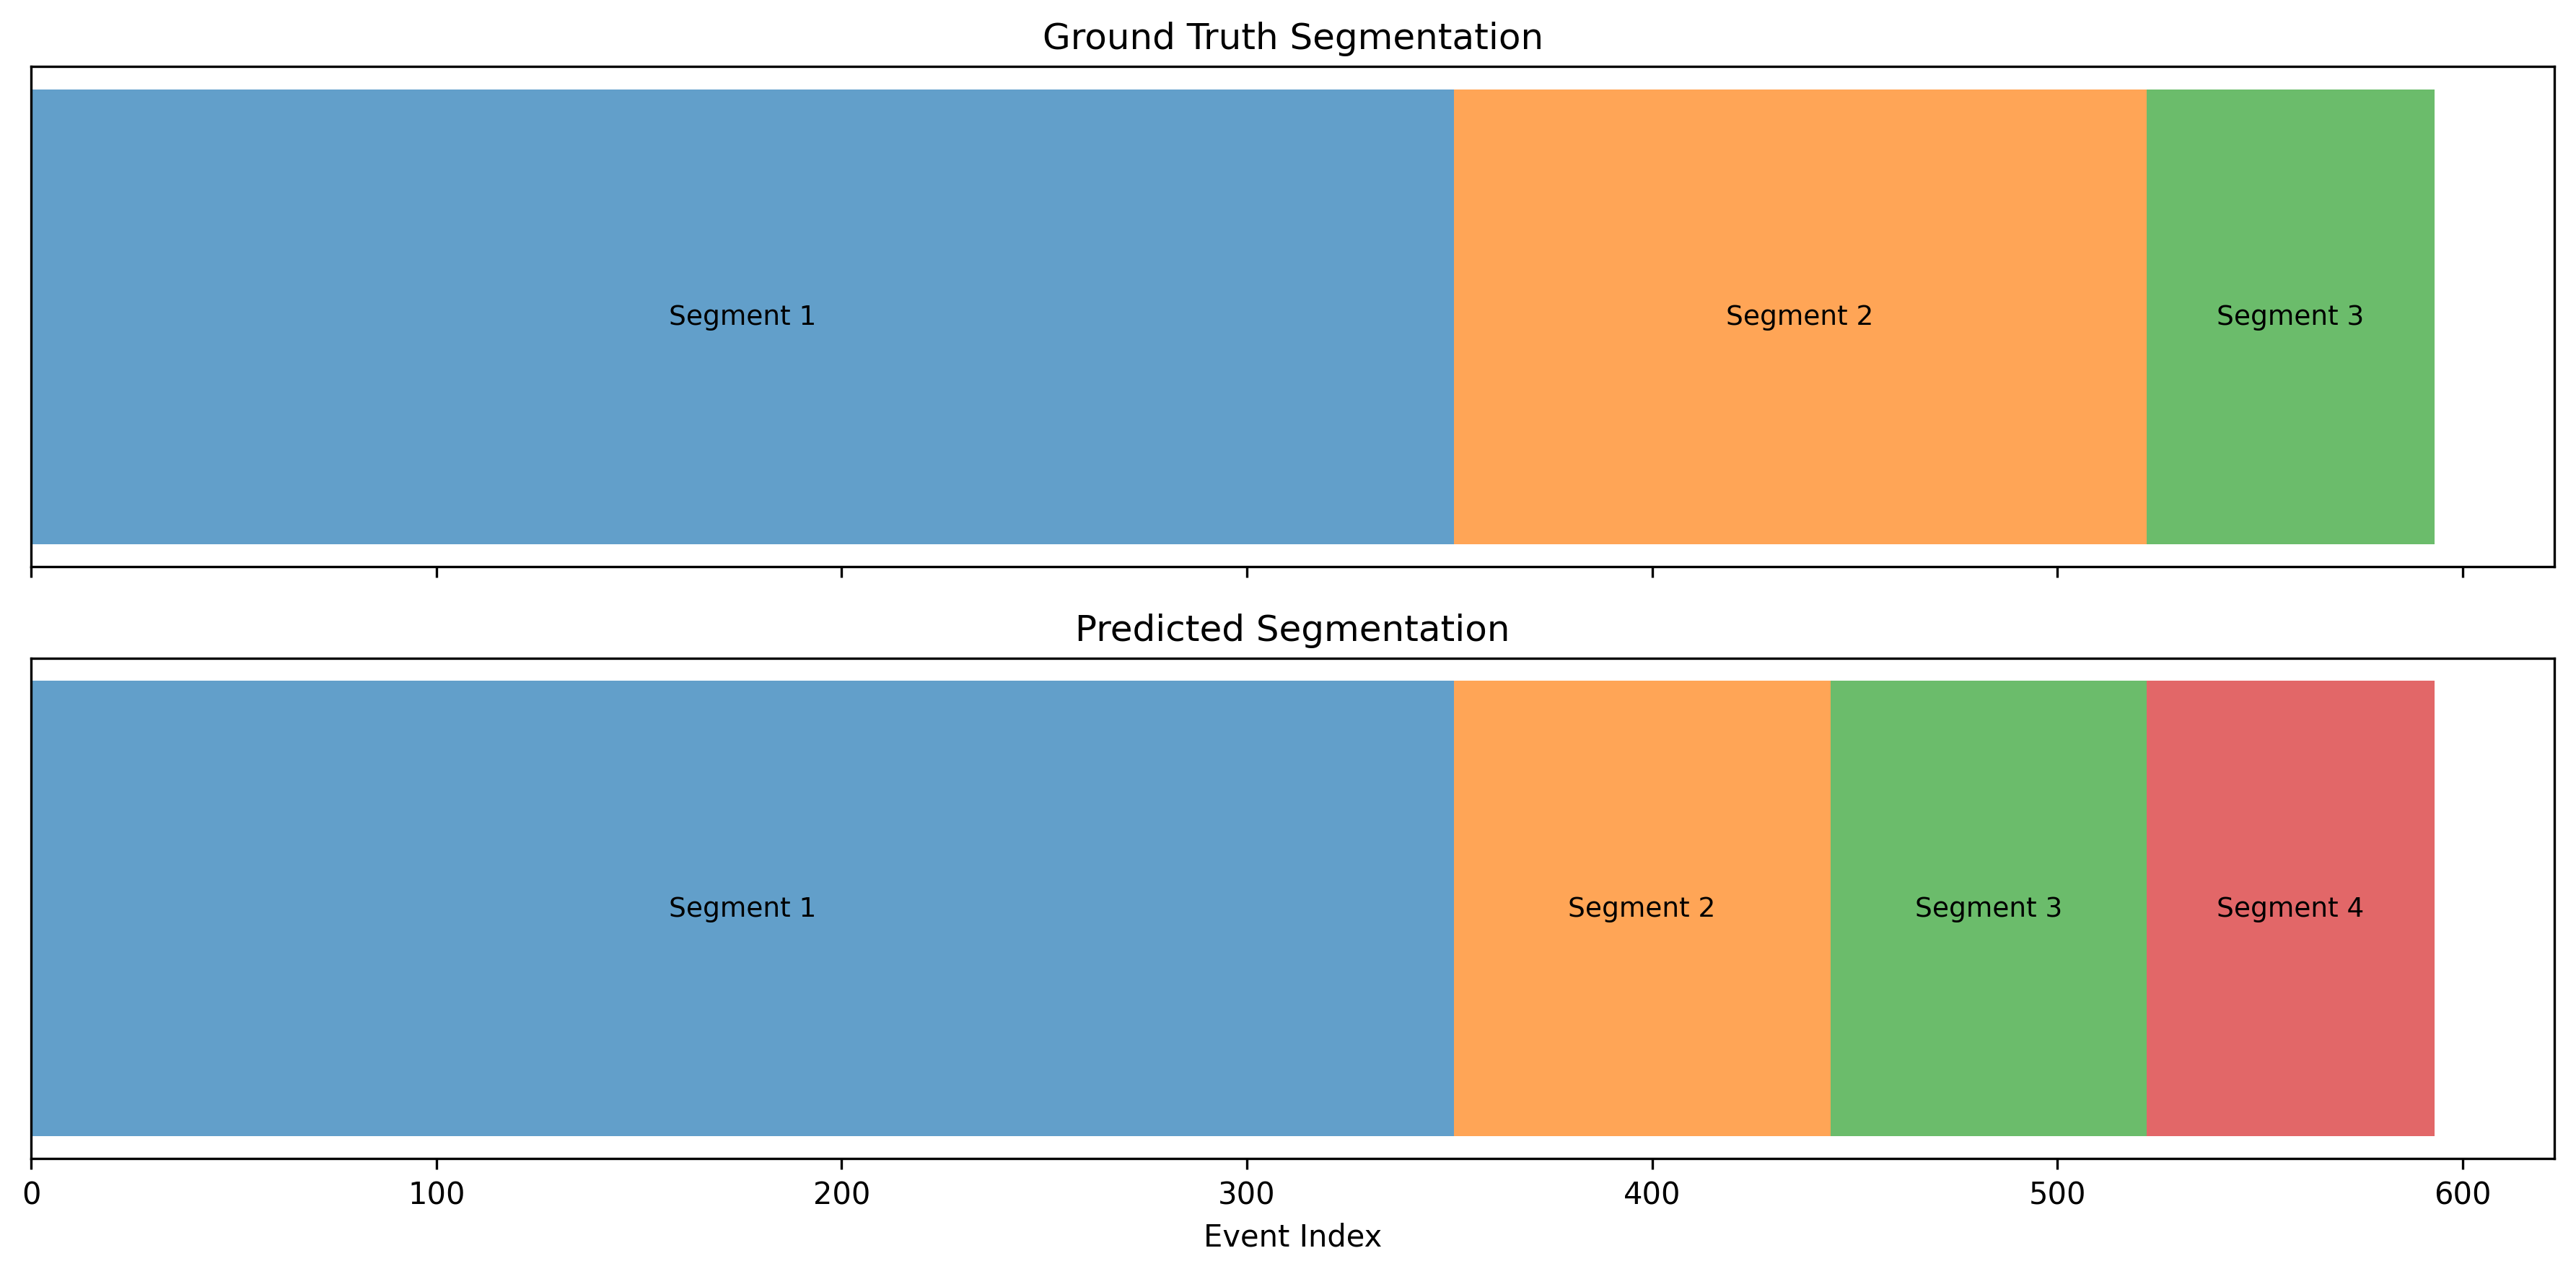 Ground Truth Segmentation
Segment 1 Segment 2 Segment 3
Predicted Segmentation
Segment 1 Segment 2 Segment 3 Segment 4
0 100 200 300 400 500 600
Event Index